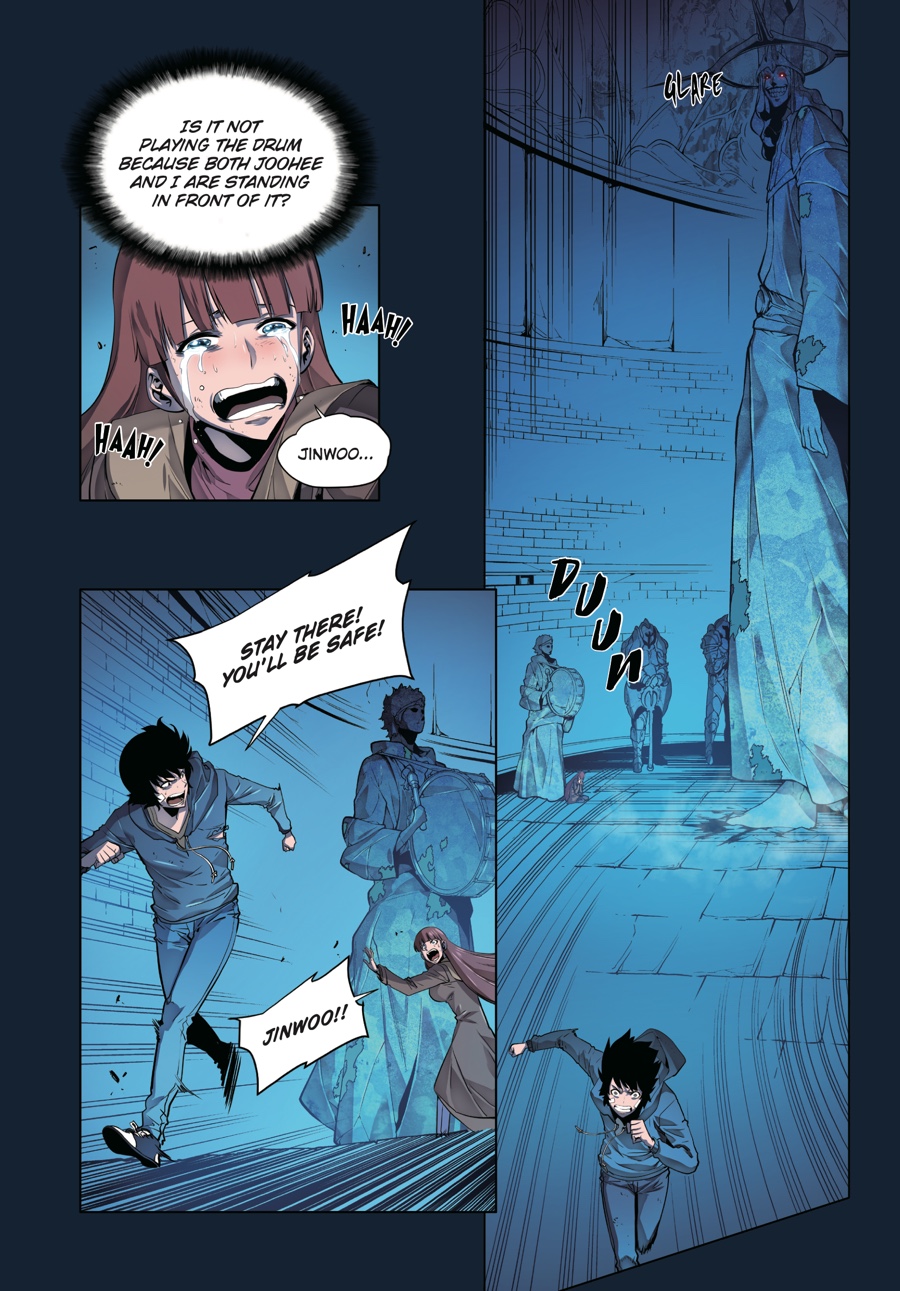 IS IT NOT
PLAYING THE DRUM
BECAUSE BOTH JOOHEE
AND I ARE STANDING
IN FRONT OF IT?
HAAH!
HAAH!
JINWOO...
STAY THERE!
YOU'LL BE SAFE!
JINWOO!!
GLARE
DUUN